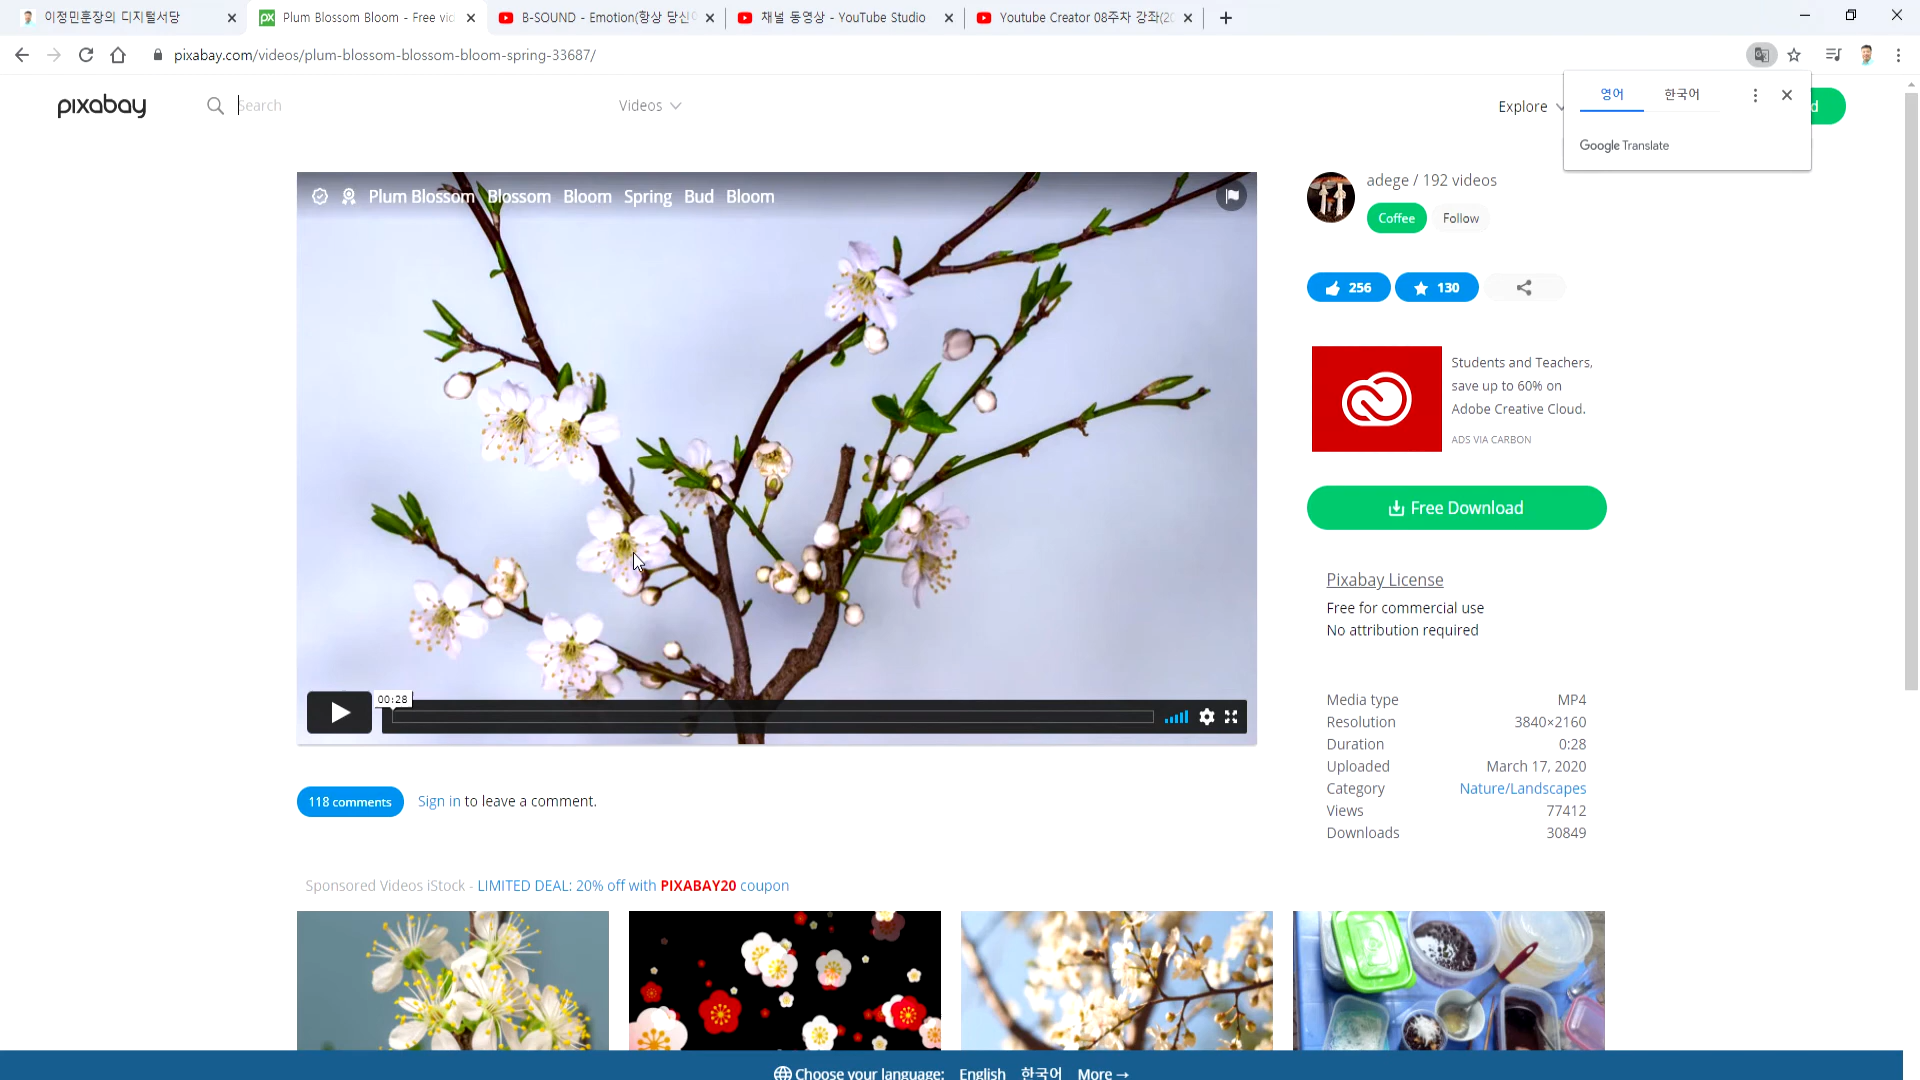 이정민훈장의 디지털서당
Plum Blossom Bloom - Free vid
B-SOUND - Emotion(항상 당신이
채널 동영상 - YouTube Studio
Youtube Creator 08주차 강좌(20
pixabay.com/videos/plum-blossom-blossom-bloom-spring-33687/
pixabay
Search
Videos
Explore
d
영어 한국어
Google Translate
Plum Blossom Blossom Bloom Spring Bud Bloom
adege / 192 videos
Coffee Follow
256 130
Students and Teachers,
save up to 60% on
Adobe Creative Cloud.
ADS VIA CARBON
Free Download
Pixabay License
Free for commercial use
No attribution required
00:28
Media type MP4
Resolution 3840×2160
Duration 0:28
Uploaded March 17, 2020
Category Nature/Landscapes
Views 77412
Downloads 30849
118 comments Sign in to leave a comment.
Sponsored Videos iStock - LIMITED DEAL: 20% off with PIXABAY20 coupon
Choose your language: English 한국어 More →